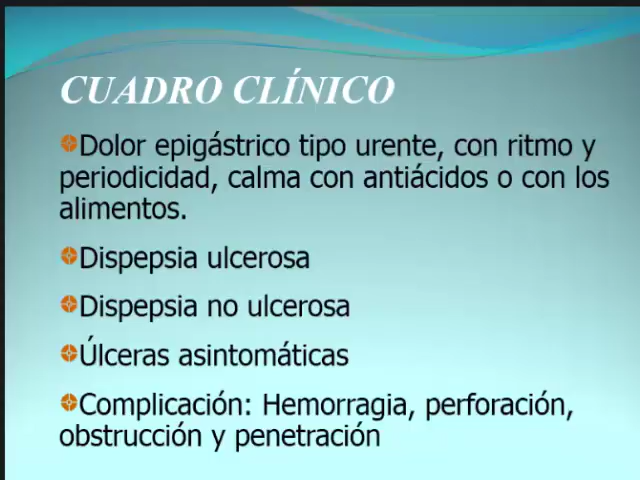 CUADRO CLÍNICO
Dolor epigástrico tipo urente, con ritmo y
periodicidad, calma con antiácidos o con los
alimentos.
Dispepsia ulcerosa
Dispepsia no ulcerosa
Úlceras asintomáticas
Complicación: Hemorragia, perforación,
obstrucción y penetración